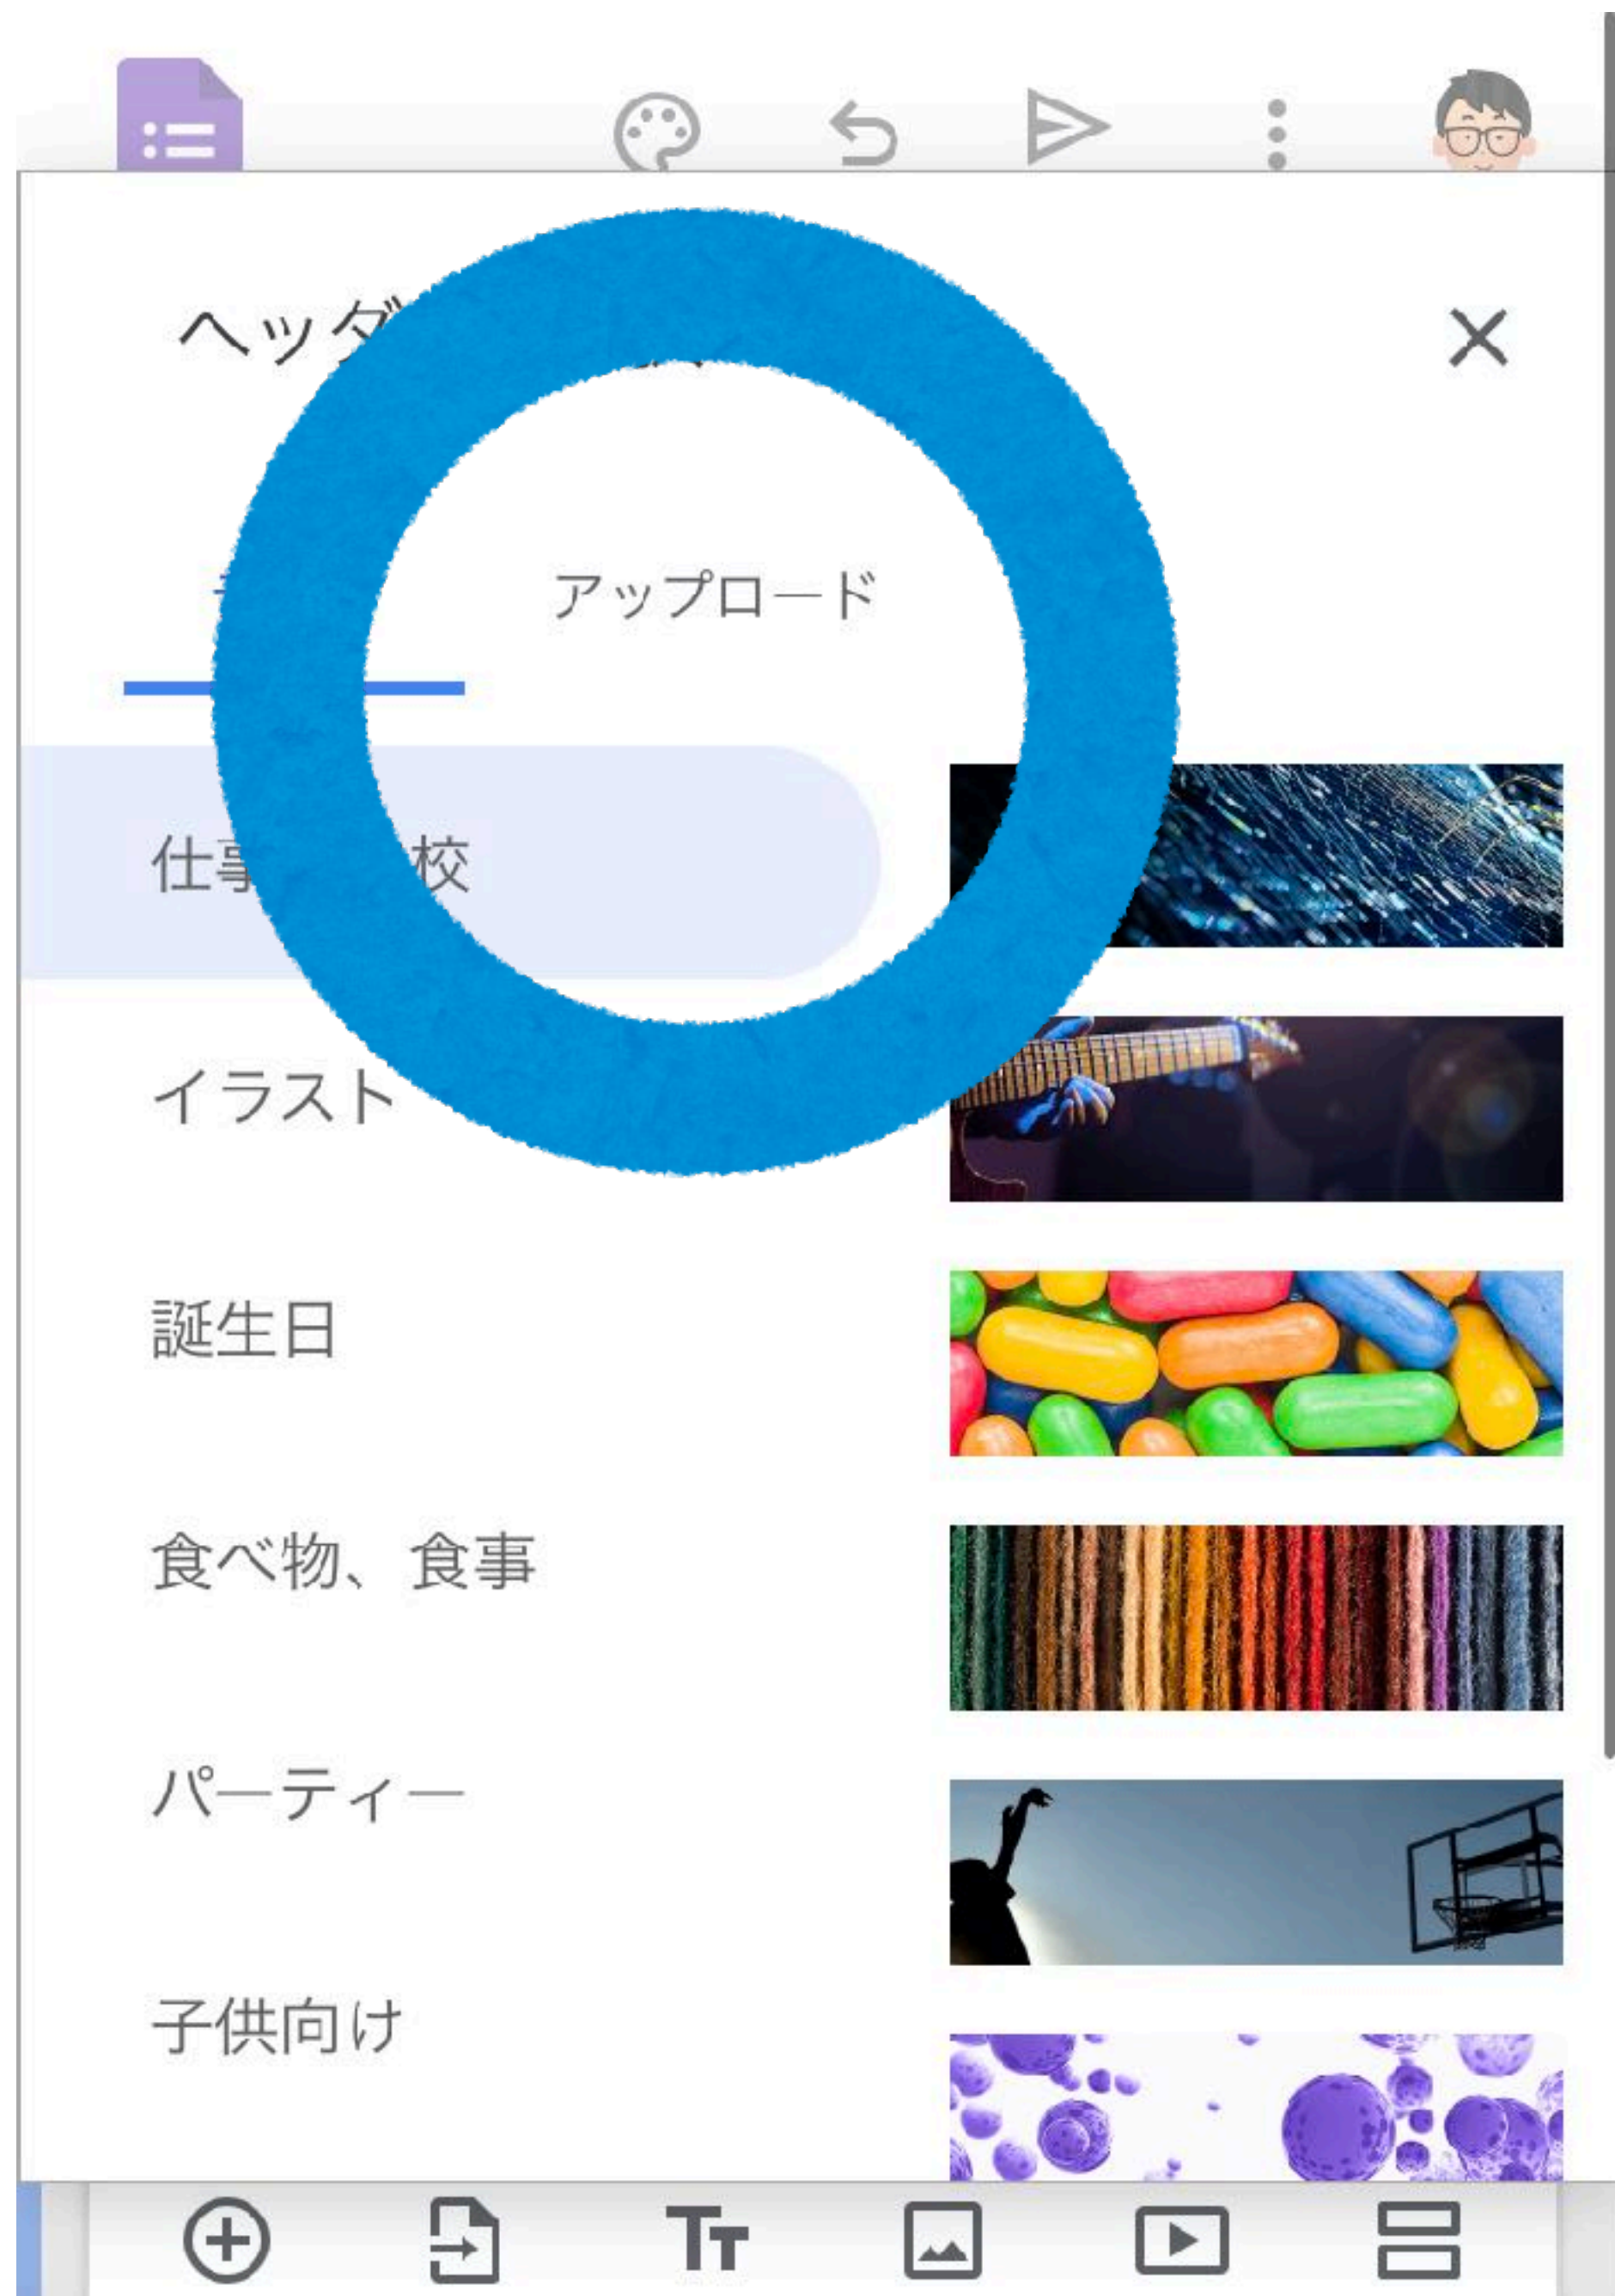 ヘッダ
アップロード
仕事 校
イラスト
誕生日
食べ物、食事
パーティー
子供向け
Tт